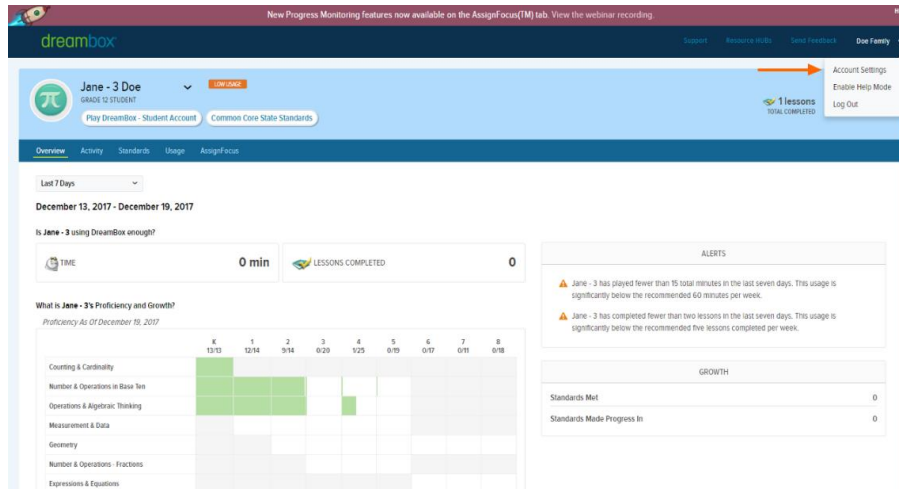 New Progress Monitoring features now available on the AssignFocus(TM) tab. View the webinar recording.
dreambox
Support Resource HUBs Send Feedback Doe Family
Account Settings
Enable Help Mode
Log Out
Jane - 3 Doe
LOW USAGE
GRADE 12 STUDENT
Play DreamBox - Student Account Common Core State Standards
1 lessons
TOTAL COMPLETED
Overview Activity Standards Usage AssignFocus
Last 7 Days
December 13, 2017 - December 19, 2017
Is Jane - 3 using DreamBox enough?
TIME 0 min LESSONS COMPLETED 0
What is Jane - 3's Proficiency and Growth?
Proficiency As Of December 19, 2017
K 1 2 3 4 5 6 7 8
13/13 12/14 9/14 0/20 1/25 0/19 0/17 0/11 0/18
Counting & Cardinality
Number & Operations in Base Ten
Operations & Algebraic Thinking
Measurement & Data
Geometry
Number & Operations - Fractions
Expressions & Equations
ALERTS
Jane - 3 has played fewer than 15 total minutes in the last seven days. This usage is
significantly below the recommended 60 minutes per week.
Jane - 3 has completed fewer than two lessons in the last seven days. This usage is
significantly below the recommended five lessons completed per week.
GROWTH
Standards Met 0
Standards Made Progress In 0